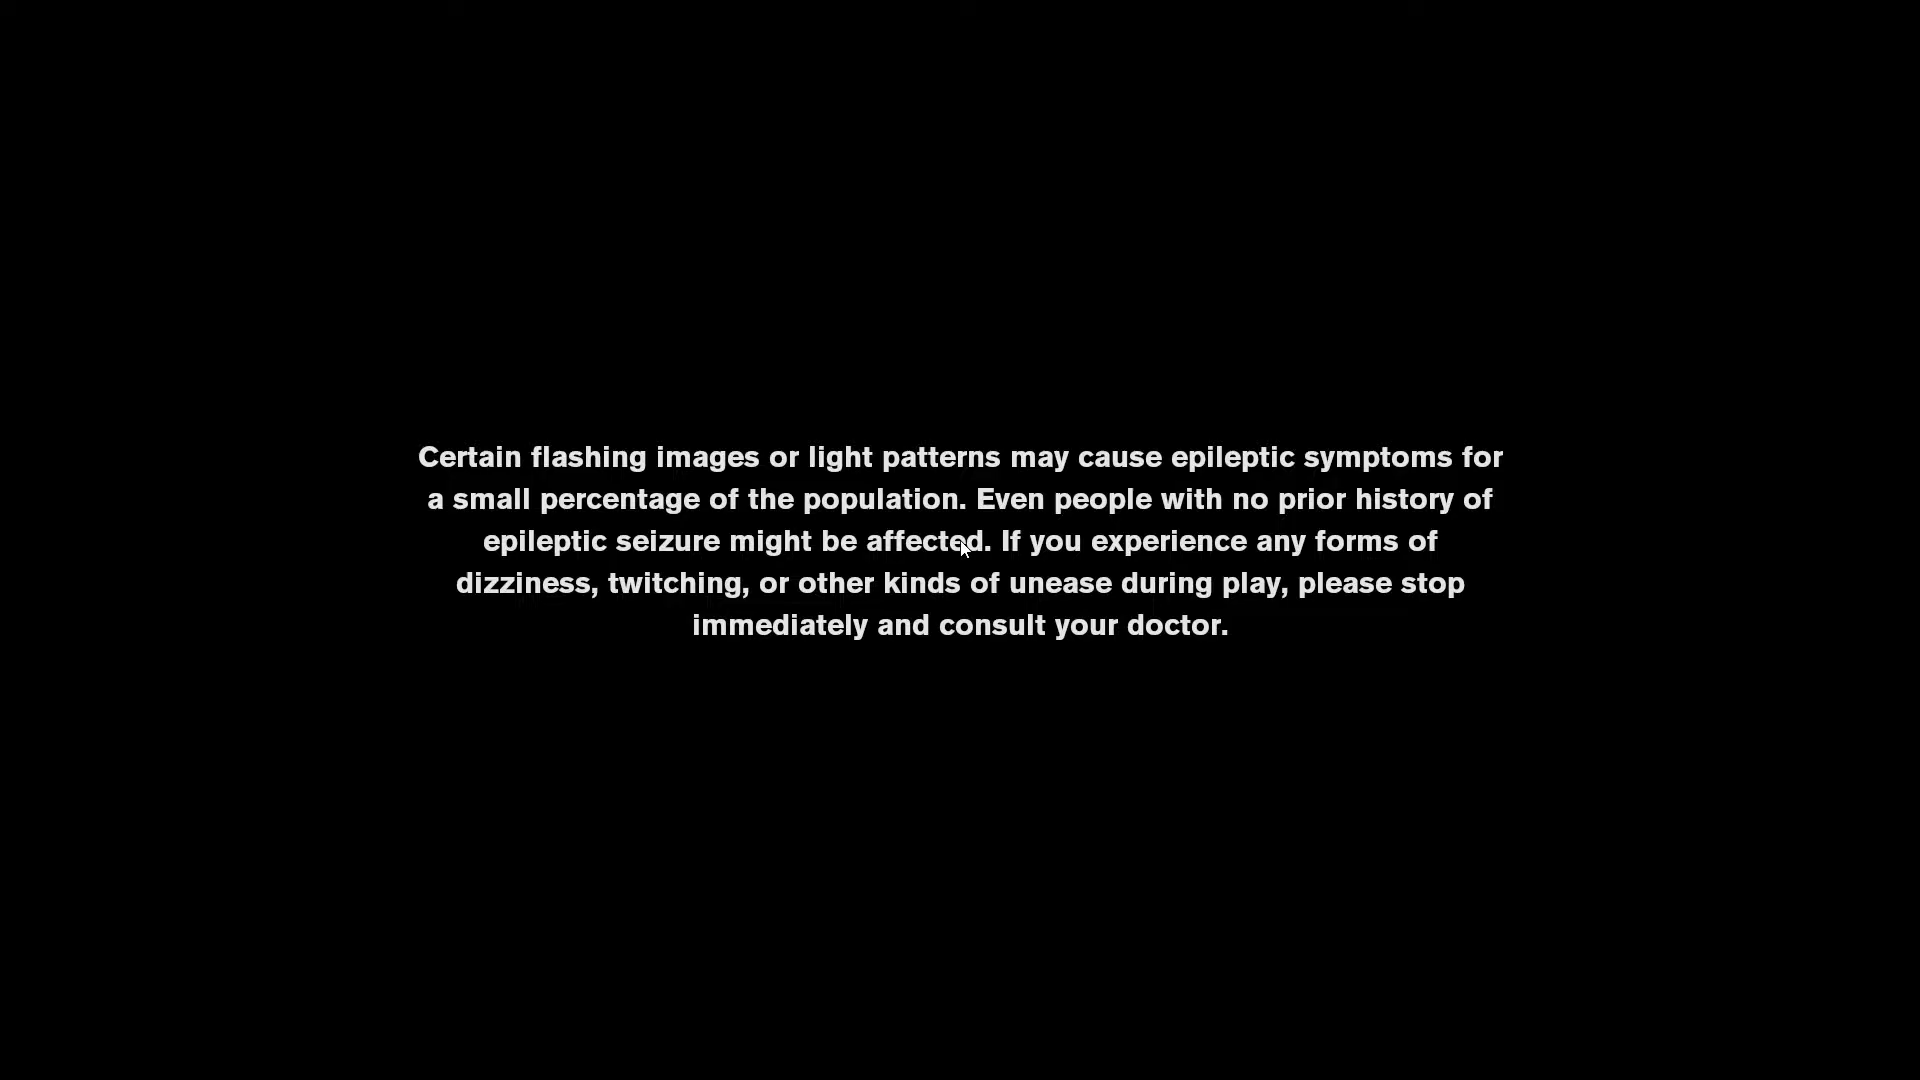 Certain flashing images or light patterns may cause epileptic symptoms for
a small percentage of the population. Even people with no prior history of
epileptic seizure might be affected. If you experience any forms of
dizziness, twitching, or other kinds of unease during play, please stop
immediately and consult your doctor.